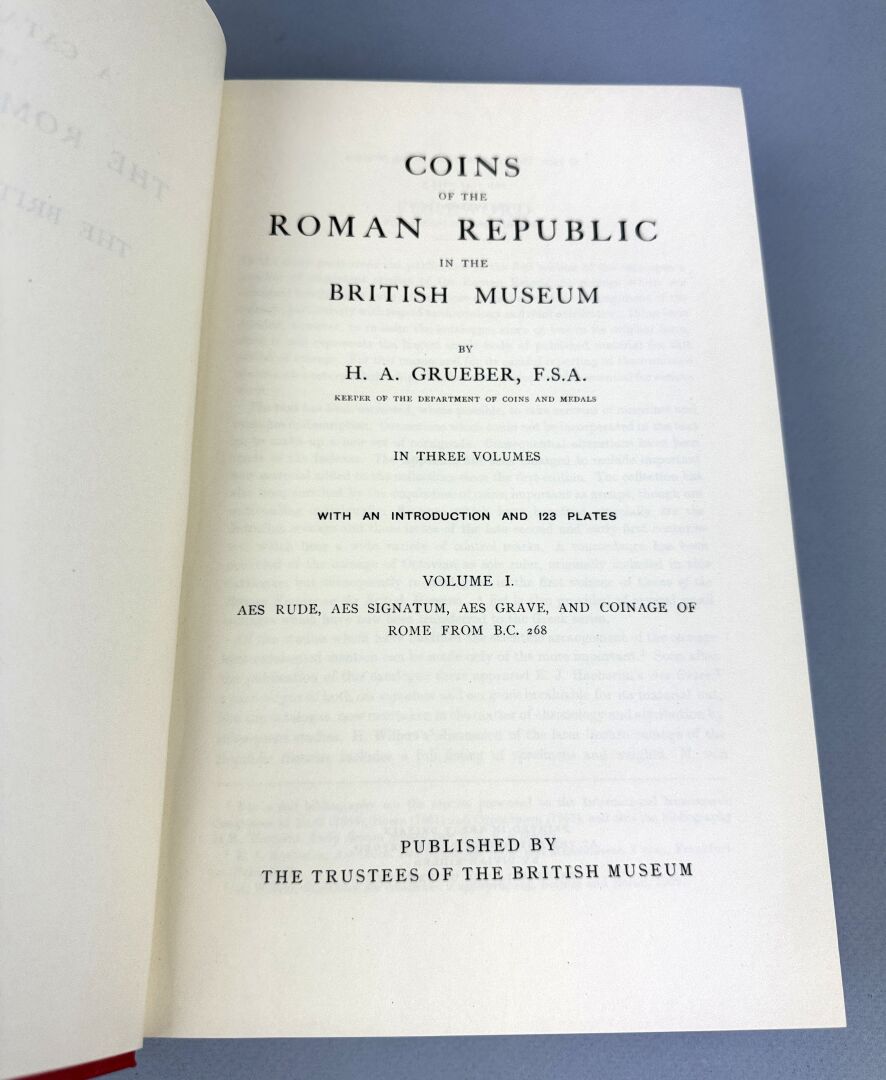 COINS
OF THE
ROMAN REPUBLIC
IN THE
BRITISH MUSEUM
BY
H. A. GRUEBER, F.S.A.
KEEPER OF THE DEPARTMENT OF COINS AND MEDALS
IN THREE VOLUMES
WITH AN INTRODUCTION AND 123 PLATES
VOLUME I.
AES RUDE, AES SIGNATUM, AES GRAVE, AND COINAGE OF
ROME FROM B.C. 268
PUBLISHED BY
THE TRUSTEES OF THE BRITISH MUSEUM